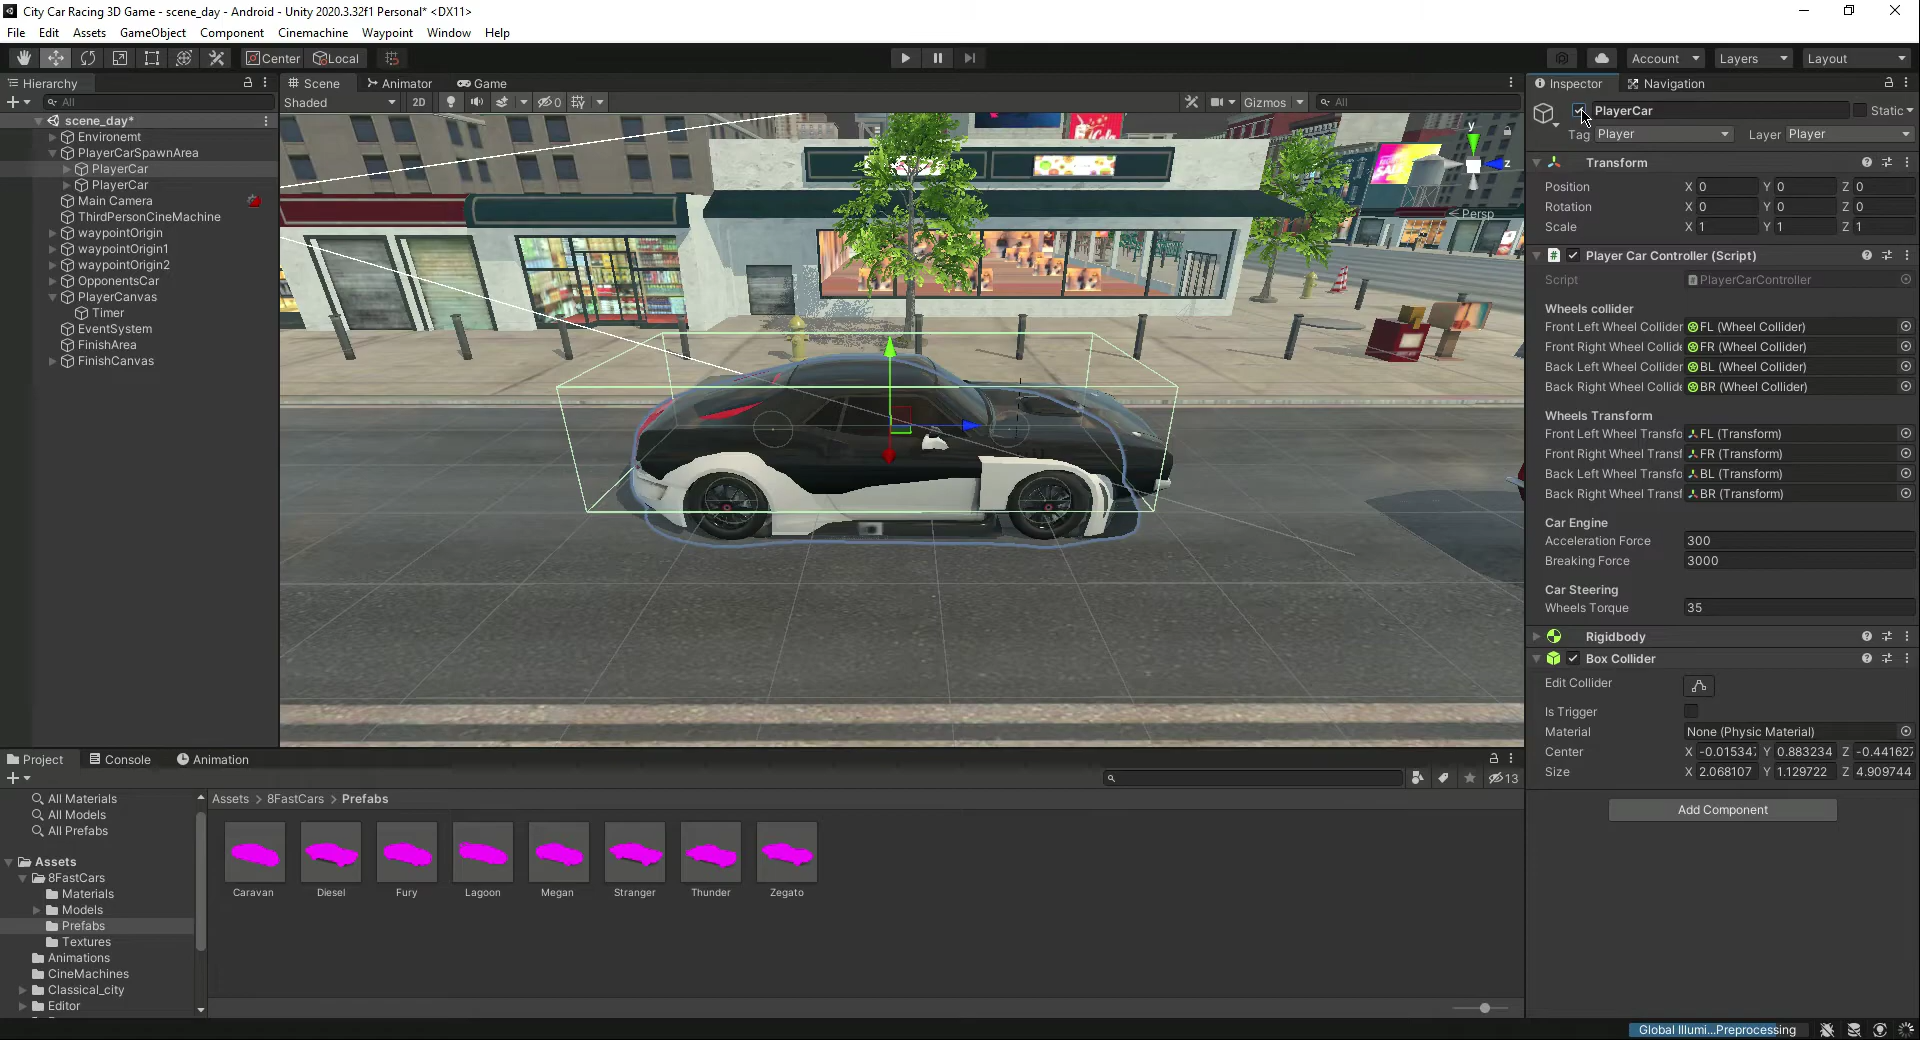 City Car Racing 3D Game - scene_day - Android - Unity 2020.3.32f1 Personal* <DX11>
File Edit Assets GameObject Component Cinemachine Waypoint Window Help
Center Local Account Layers Layout
Hierarchy
All
scene_day*
Environemt
PlayerCarSpawnArea
PlayerCar
PlayerCar
Main Camera
ThirdPersonCineMachine
waypointOrigin
waypointOrigin1
waypointOrigin2
OpponentsCar
PlayerCanvas
Timer
EventSystem
FinishArea
FinishCanvas
Scene Animator Game
Shaded 2D 0 Gizmos All
y
z
Persp
Inspector Navigation
PlayerCar Static
Tag Player Layer Player
Transform
Position X 0 Y 0 Z 0
Rotation X 0 Y 0 Z 0
Scale X 1 Y 1 Z 1
Player Car Controller (Script)
Script PlayerCarController
Wheels collider
Front Left Wheel Collider FL (Wheel Collider)
Front Right Wheel Collide FR (Wheel Collider)
Back Left Wheel Collider BL (Wheel Collider)
Back Right Wheel Collide BR (Wheel Collider)
Wheels Transform
Front Left Wheel Transfo FL (Transform)
Front Right Wheel Transf FR (Transform)
Back Left Wheel Transfo BL (Transform)
Back Right Wheel Transf BR (Transform)
Car Engine
Acceleration Force 300
Breaking Force 3000
Car Steering
Wheels Torque 35
Rigidbody
Box Collider
Edit Collider
Is Trigger
Material None (Physic Material)
Center X -0.015347 Y 0.883234 Z -0.441627
Size X 2.068107 Y 1.129722 Z 4.909744
Add Component
Project Console Animation
13
All Materials
All Models
All Prefabs
Assets
8FastCars
Materials
Models
Prefabs
Textures
Animations
CineMachines
Classical_city
Editor
Assets > 8FastCars > Prefabs
Caravan Diesel Fury Lagoon Megan Stranger Thunder Zegato
Global Illumi...Preprocessing